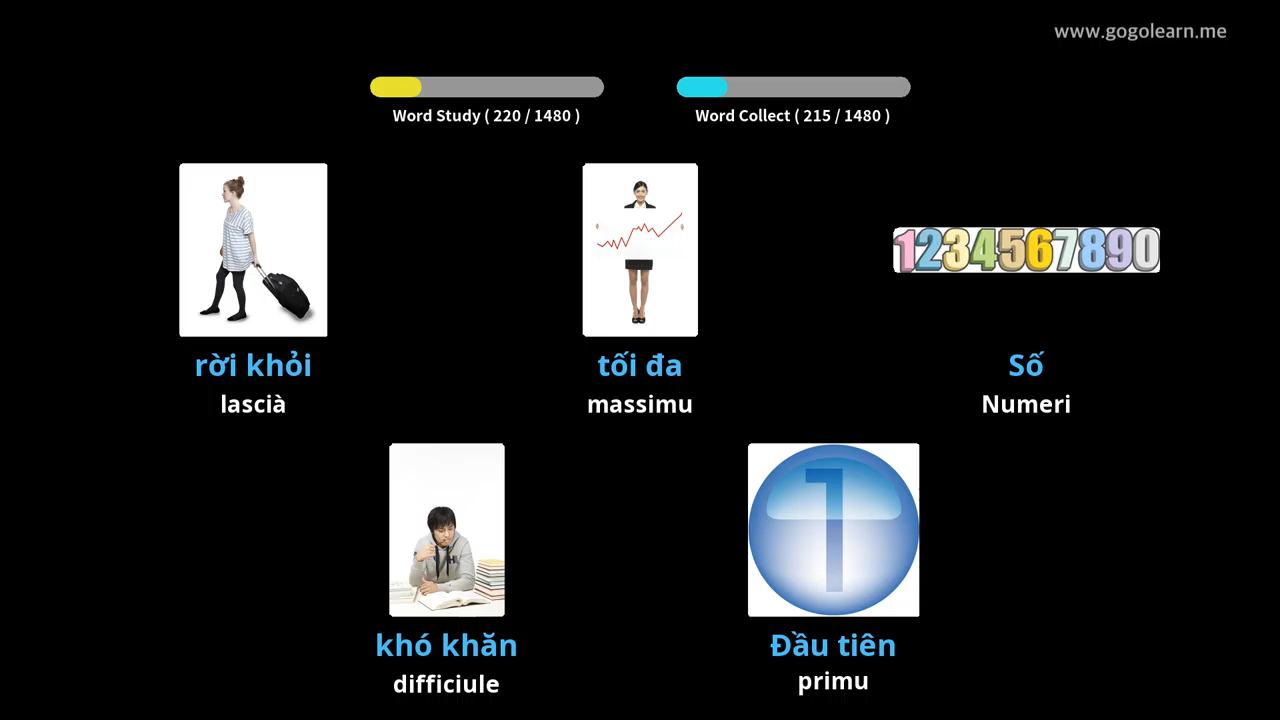 www.gogolearn.me
Word Study ( 220 / 1480 )
Word Collect ( 215 / 1480 )
1234567890
rời khỏi
lascià
tối đa
massimu
Số
Numeri
1
khó khăn
difficiule
Đầu tiên
primu